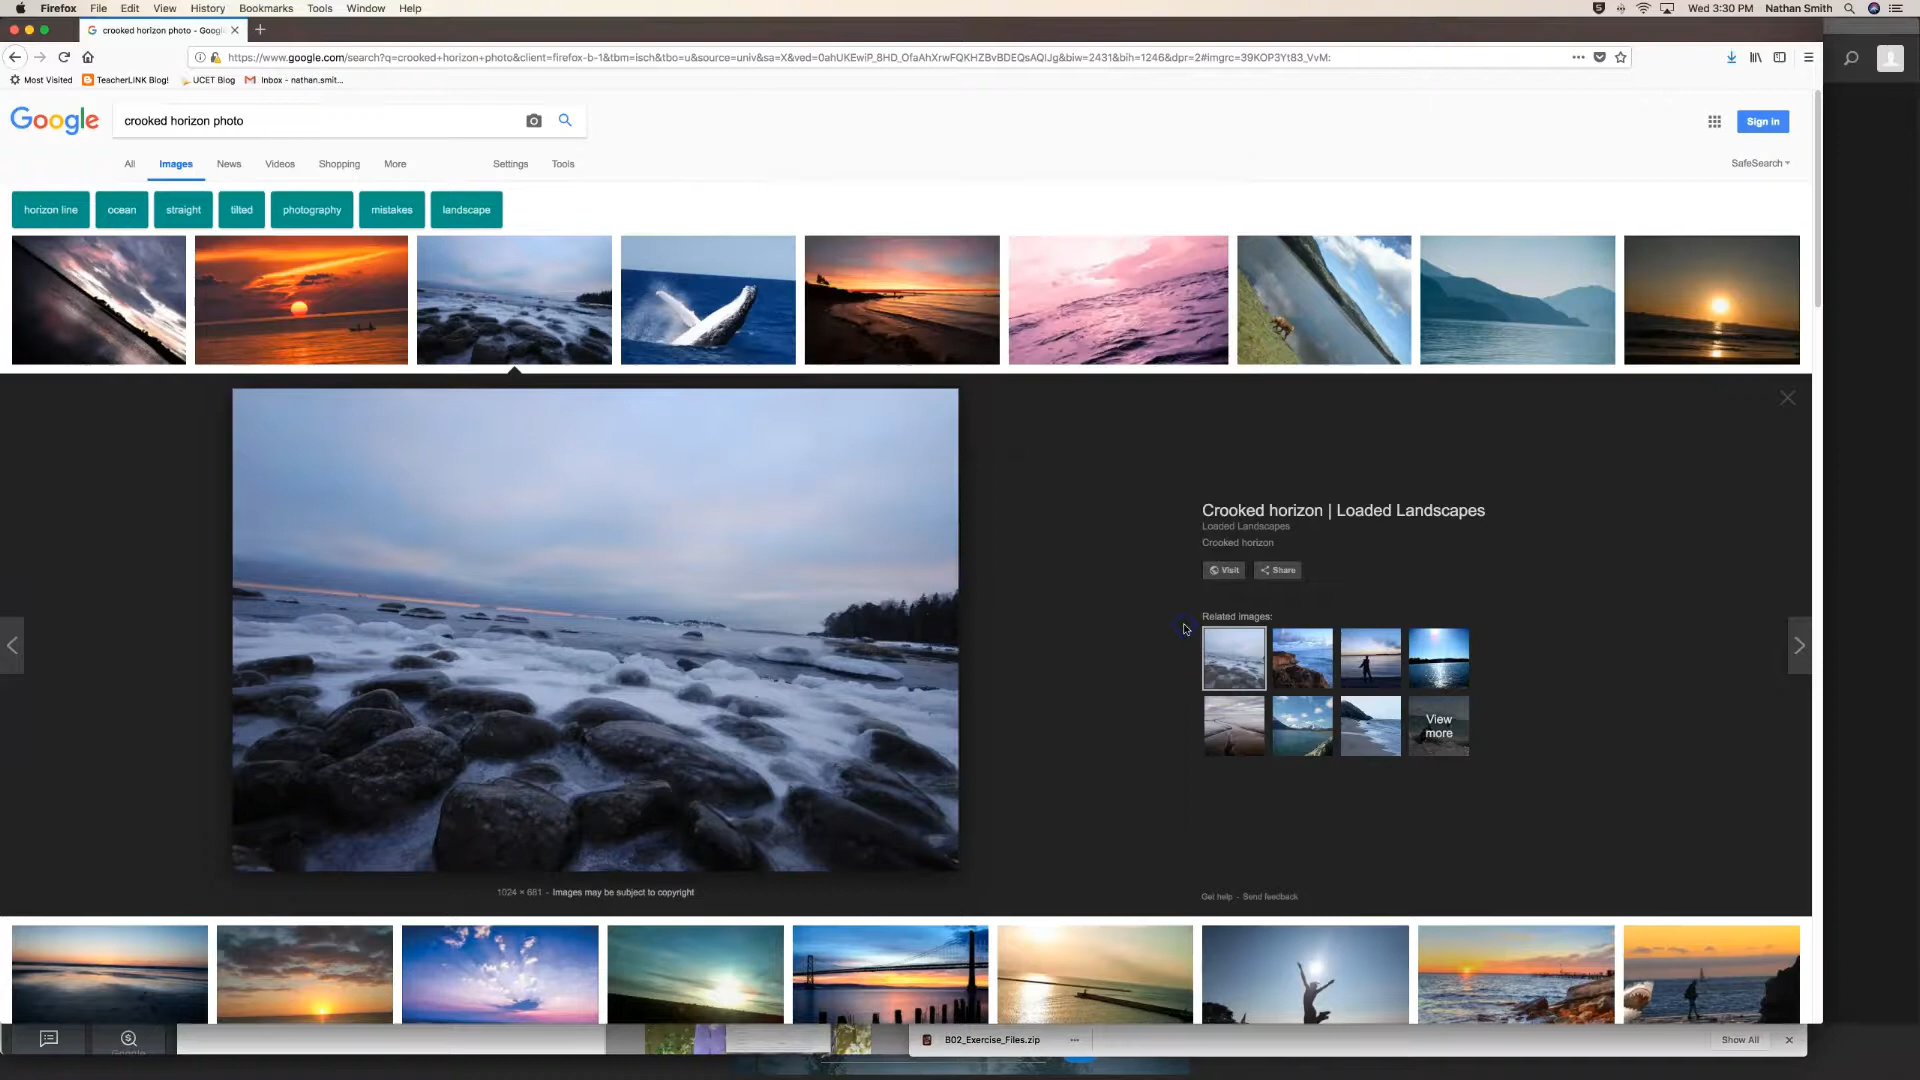 Firefox File Edit View History Bookmarks Tools Window Help
Wed 3:30 PM Nathan Smith
crooked horizon photo - Googl
https://www.google.com/search?q=crooked+horizon+photo&client=firefox-b-1&tbm=isch&tbo=u&source=univ&sa=X&ved=0ahUKEwiP_8HD_OfaAhXrwFQKHZBvBDEQsAQIJg&biw=2431&bih=1246&dpr=2#imgrc=39KOP3Yt83_VvM:
Most Visited TeacherLINK Blog! UCET Blog Inbox - nathan.smit...
Google
crooked horizon photo
Sign in
All Images News Videos Shopping More Settings Tools
SafeSearch
horizon line ocean straight tilted photography mistakes landscape
Crooked horizon | Loaded Landscapes
Loaded Landscapes
Crooked horizon
Visit Share
Related images:
View
more
1024 × 681 - Images may be subject to copyright
Get help - Send feedback
Google
B02_Exercise_Files.zip
Show All